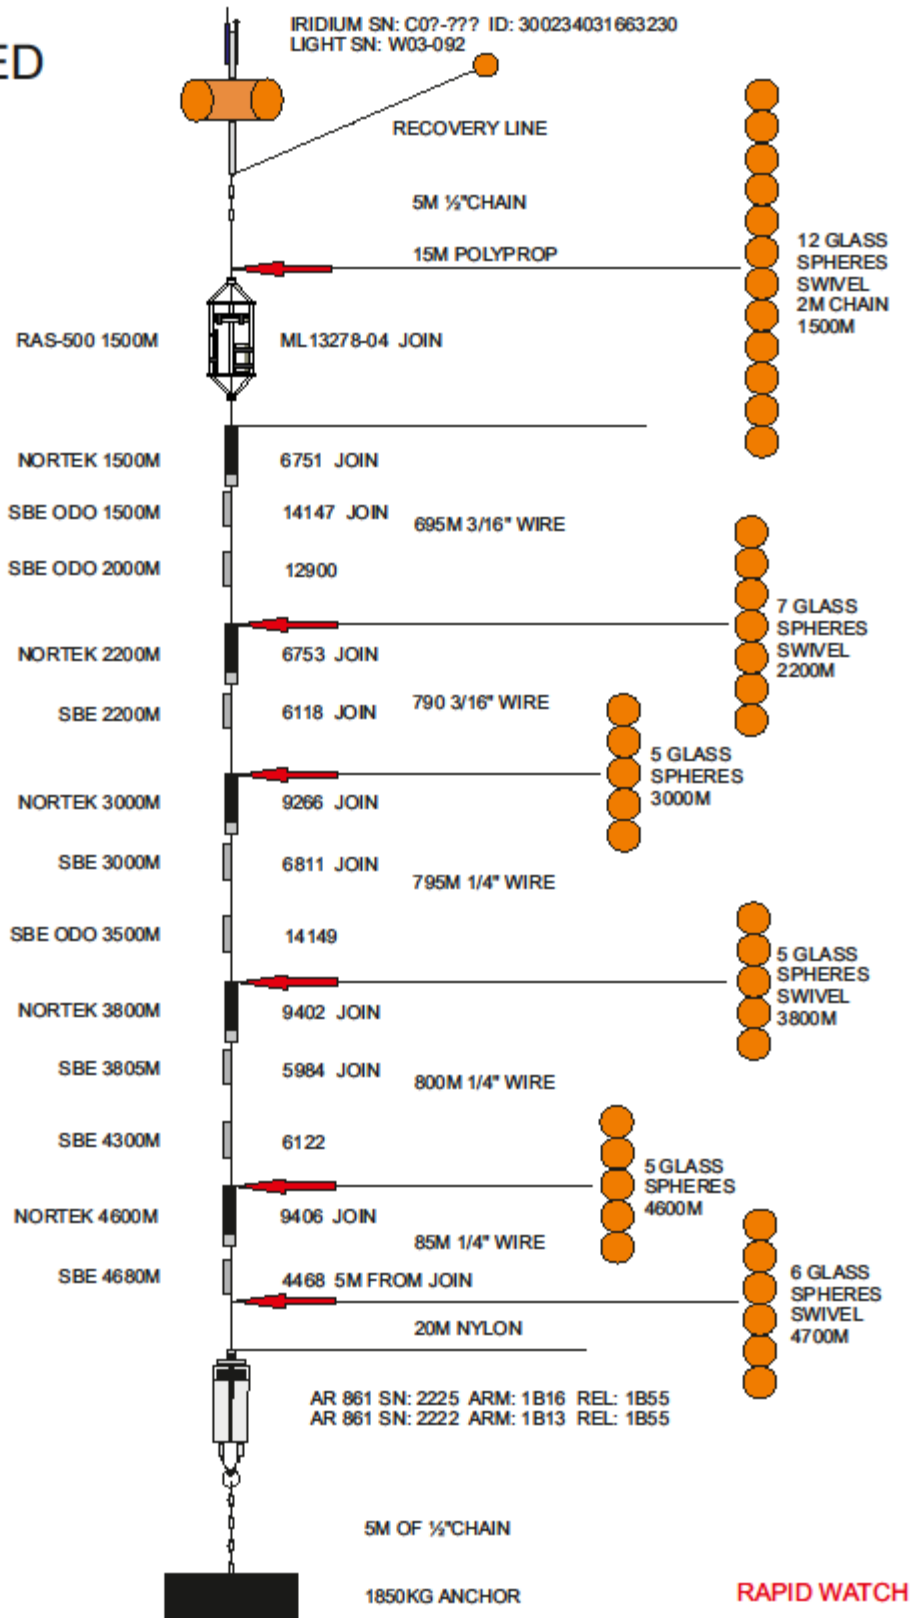 IRIDIUM SN: C0?-??? ID: 300234031663230
LIGHT SN: W03-092
ED
RECOVERY LINE
5M ½"CHAIN
15M POLYPROP
12 GLASS
SPHERES
SWIVEL
2M CHAIN
1500M
RAS-500 1500M
ML13278-04 JOIN
NORTEK 1500M
6751 JOIN
SBE ODO 1500M
14147 JOIN
695M 3/16" WIRE
SBE ODO 2000M
12900
7 GLASS
SPHERES
SWIVEL
2200M
NORTEK 2200M
6753 JOIN
SBE 2200M
6118 JOIN
790 3/16" WIRE
5 GLASS
SPHERES
3000M
NORTEK 3000M
9266 JOIN
SBE 3000M
6811 JOIN
795M 1/4" WIRE
SBE ODO 3500M
14149
5 GLASS
SPHERES
SWIVEL
3800M
NORTEK 3800M
9402 JOIN
SBE 3805M
5984 JOIN
800M 1/4" WIRE
SBE 4300M
6122
5 GLASS
SPHERES
4600M
NORTEK 4600M
9406 JOIN
85M 1/4" WIRE
SBE 4680M
4468 5M FROM JOIN
6 GLASS
SPHERES
SWIVEL
4700M
20M NYLON
AR 861 SN: 2225 ARM: 1B16 REL: 1B55
AR 861 SN: 2222 ARM: 1B13 REL: 1B55
5M OF ½"CHAIN
1850KG ANCHOR
RAPID WATCH